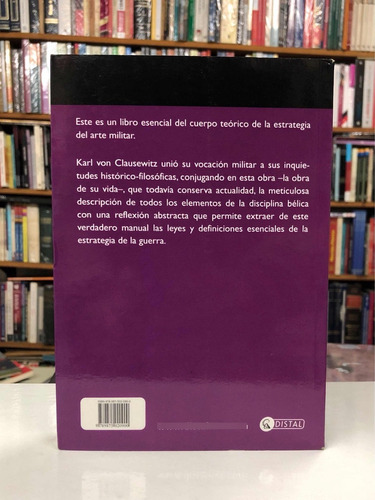 Este es un libro esencial del cuerpo teórico de la estrategia
del arte militar.
Karl von Clausewitz unió su vocación militar a sus inquie-
tudes histórico-filosóficas, conjugando en esta obra –la obra
de su vida–, que todavía conserva actualidad, la meticulosa
descripción de todos los elementos de la disciplina bélica
con una reflexión abstracta que permite extraer de este
verdadero manual las leyes y definiciones esenciales de la
estrategia de la guerra.
DISTAL